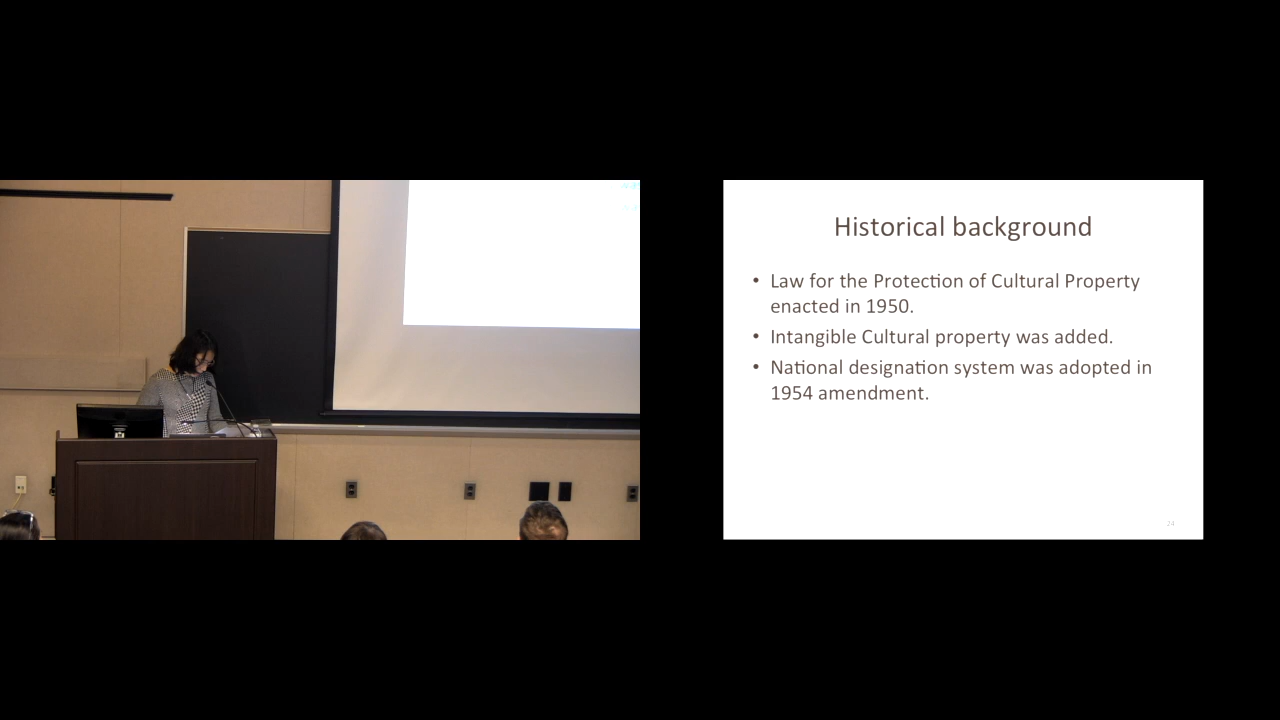 Historical background
• Law for the Protection of Cultural Property
enacted in 1950.
• Intangible Cultural property was added.
• National designation system was adopted in
1954 amendment.
24